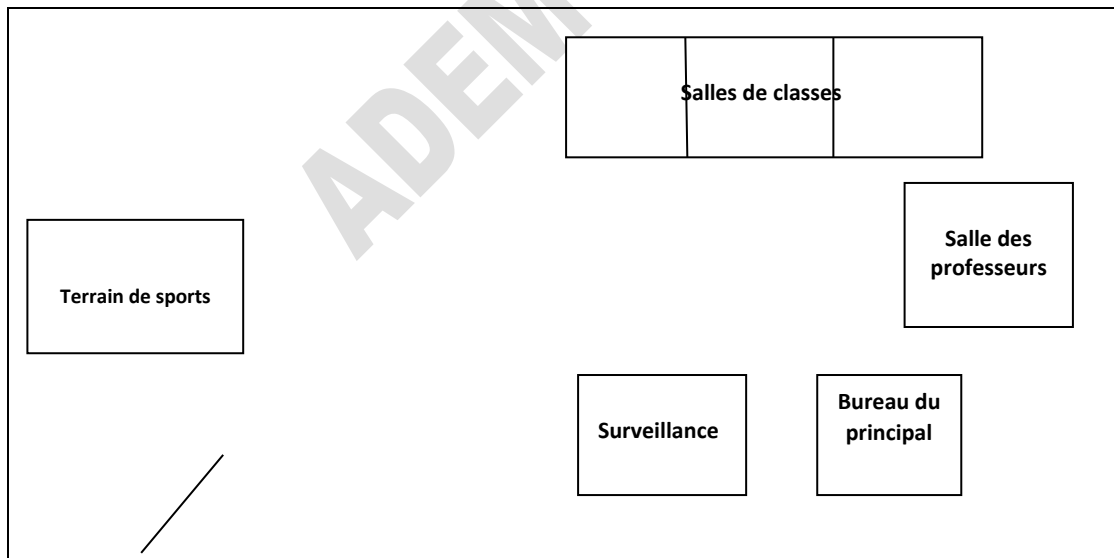 ADEM
Salles de classes
Salle des
professeurs
Terrain de sports
Surveillance
Bureau du
principal